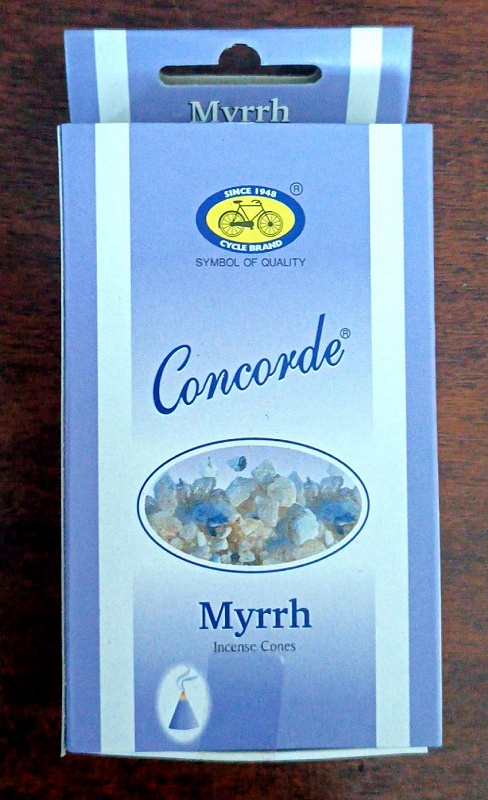 Myrrh
SINCE 1948
®
CYCLE BRAND
SYMBOL OF QUALITY
Concorde®
Myrrh
Incense Cones